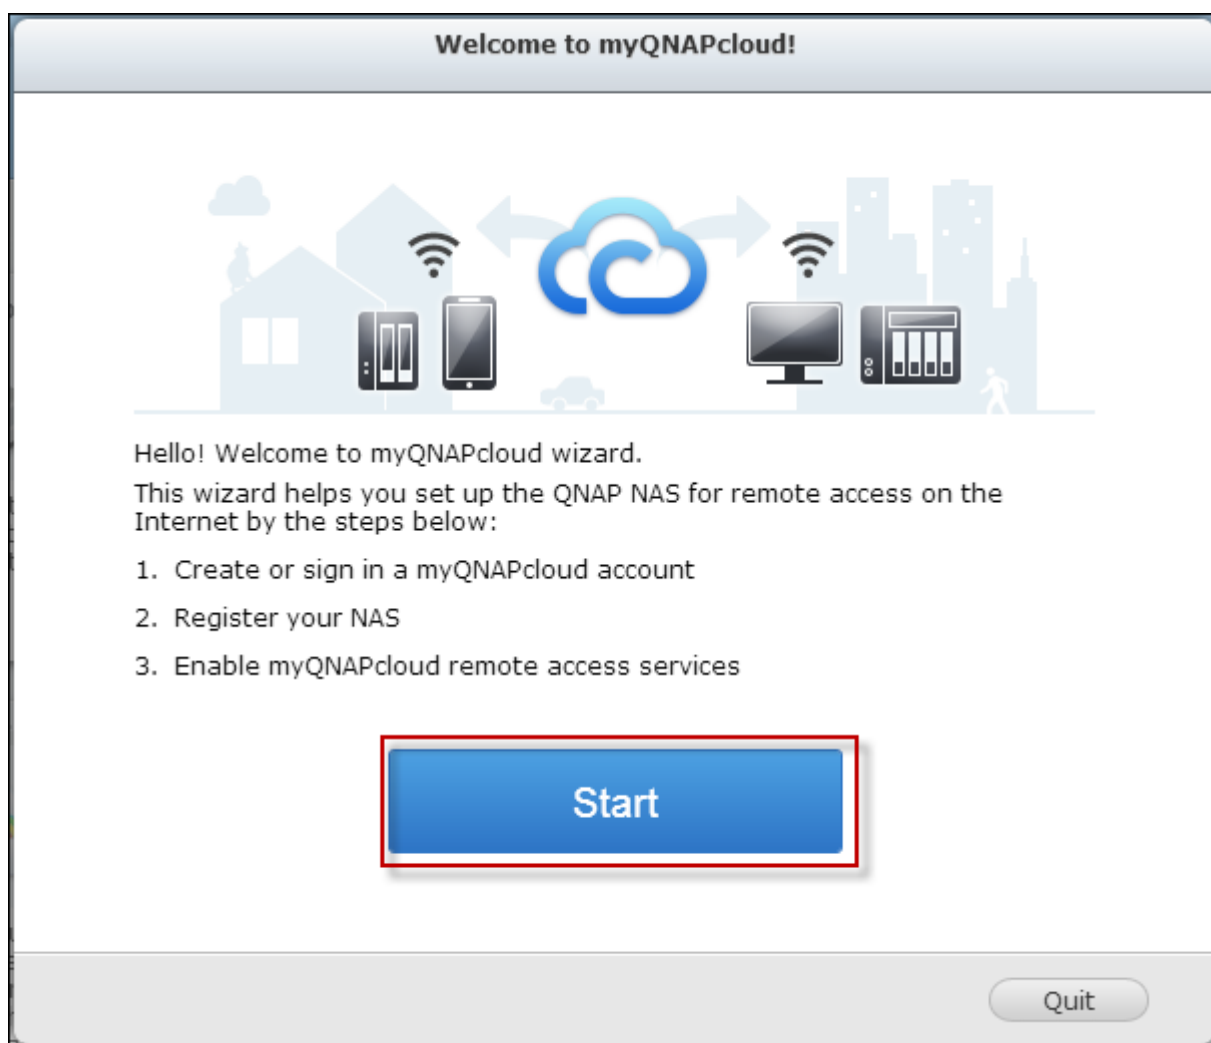 Welcome to myQNAPcloud!
Hello! Welcome to myQNAPcloud wizard.
This wizard helps you set up the QNAP NAS for remote access on the
Internet by the steps below:
1. Create or sign in a myQNAPcloud account
2. Register your NAS
3. Enable myQNAPcloud remote access services
Start
Quit